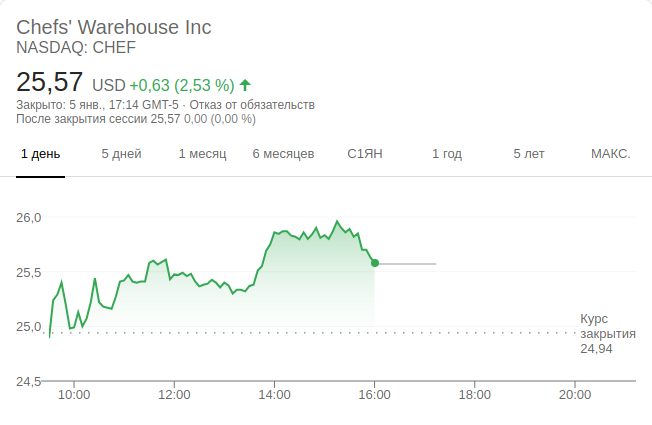 Chefs' Warehouse Inc
NASDAQ: CHEF
25,57 USD +0,63 (2,53 %)
Закрыто: 5 янв., 17:14 GMT-5 · Отказ от обязательств
После закрытия сессии 25,57 0,00 (0,00 %)
1 день 5 дней 1 месяц 6 месяцев С1ЯН 1 год 5 лет МАКС.
26,0
25,5
25,0
Курс
закрытия
24,94
24,5
10:00 12:00 14:00 16:00 18:00 20:00